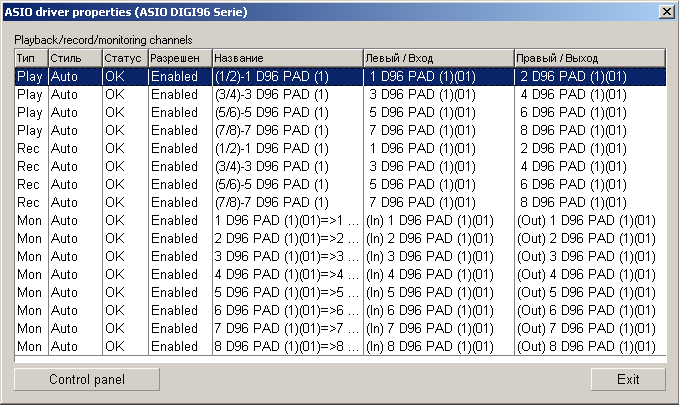 ASIO driver properties (ASIO DIGI96 Serie)
Playback/record/monitoring channels
Тип Стиль Статус Разрешен Название Левый / Вход Правый / Выход
Play Auto OK Enabled (1/2)-1 D96 PAD (1) 1 D96 PAD (1)(01) 2 D96 PAD (1)(01)
Play Auto OK Enabled (3/4)-3 D96 PAD (1) 3 D96 PAD (1)(01) 4 D96 PAD (1)(01)
Play Auto OK Enabled (5/6)-5 D96 PAD (1) 5 D96 PAD (1)(01) 6 D96 PAD (1)(01)
Play Auto OK Enabled (7/8)-7 D96 PAD (1) 7 D96 PAD (1)(01) 8 D96 PAD (1)(01)
Rec Auto OK Enabled (1/2)-1 D96 PAD (1) 1 D96 PAD (1)(01) 2 D96 PAD (1)(01)
Rec Auto OK Enabled (3/4)-3 D96 PAD (1) 3 D96 PAD (1)(01) 4 D96 PAD (1)(01)
Rec Auto OK Enabled (5/6)-5 D96 PAD (1) 5 D96 PAD (1)(01) 6 D96 PAD (1)(01)
Rec Auto OK Enabled (7/8)-7 D96 PAD (1) 7 D96 PAD (1)(01) 8 D96 PAD (1)(01)
Mon Auto OK Enabled 1 D96 PAD (1)(01)=>1 ... (In) 1 D96 PAD (1)(01) (Out) 1 D96 PAD (1)(01)
Mon Auto OK Enabled 2 D96 PAD (1)(01)=>2 ... (In) 2 D96 PAD (1)(01) (Out) 2 D96 PAD (1)(01)
Mon Auto OK Enabled 3 D96 PAD (1)(01)=>3 ... (In) 3 D96 PAD (1)(01) (Out) 3 D96 PAD (1)(01)
Mon Auto OK Enabled 4 D96 PAD (1)(01)=>4 ... (In) 4 D96 PAD (1)(01) (Out) 4 D96 PAD (1)(01)
Mon Auto OK Enabled 5 D96 PAD (1)(01)=>5 ... (In) 5 D96 PAD (1)(01) (Out) 5 D96 PAD (1)(01)
Mon Auto OK Enabled 6 D96 PAD (1)(01)=>6 ... (In) 6 D96 PAD (1)(01) (Out) 6 D96 PAD (1)(01)
Mon Auto OK Enabled 7 D96 PAD (1)(01)=>7 ... (In) 7 D96 PAD (1)(01) (Out) 7 D96 PAD (1)(01)
Mon Auto OK Enabled 8 D96 PAD (1)(01)=>8 ... (In) 8 D96 PAD (1)(01) (Out) 8 D96 PAD (1)(01)
Control panel Exit